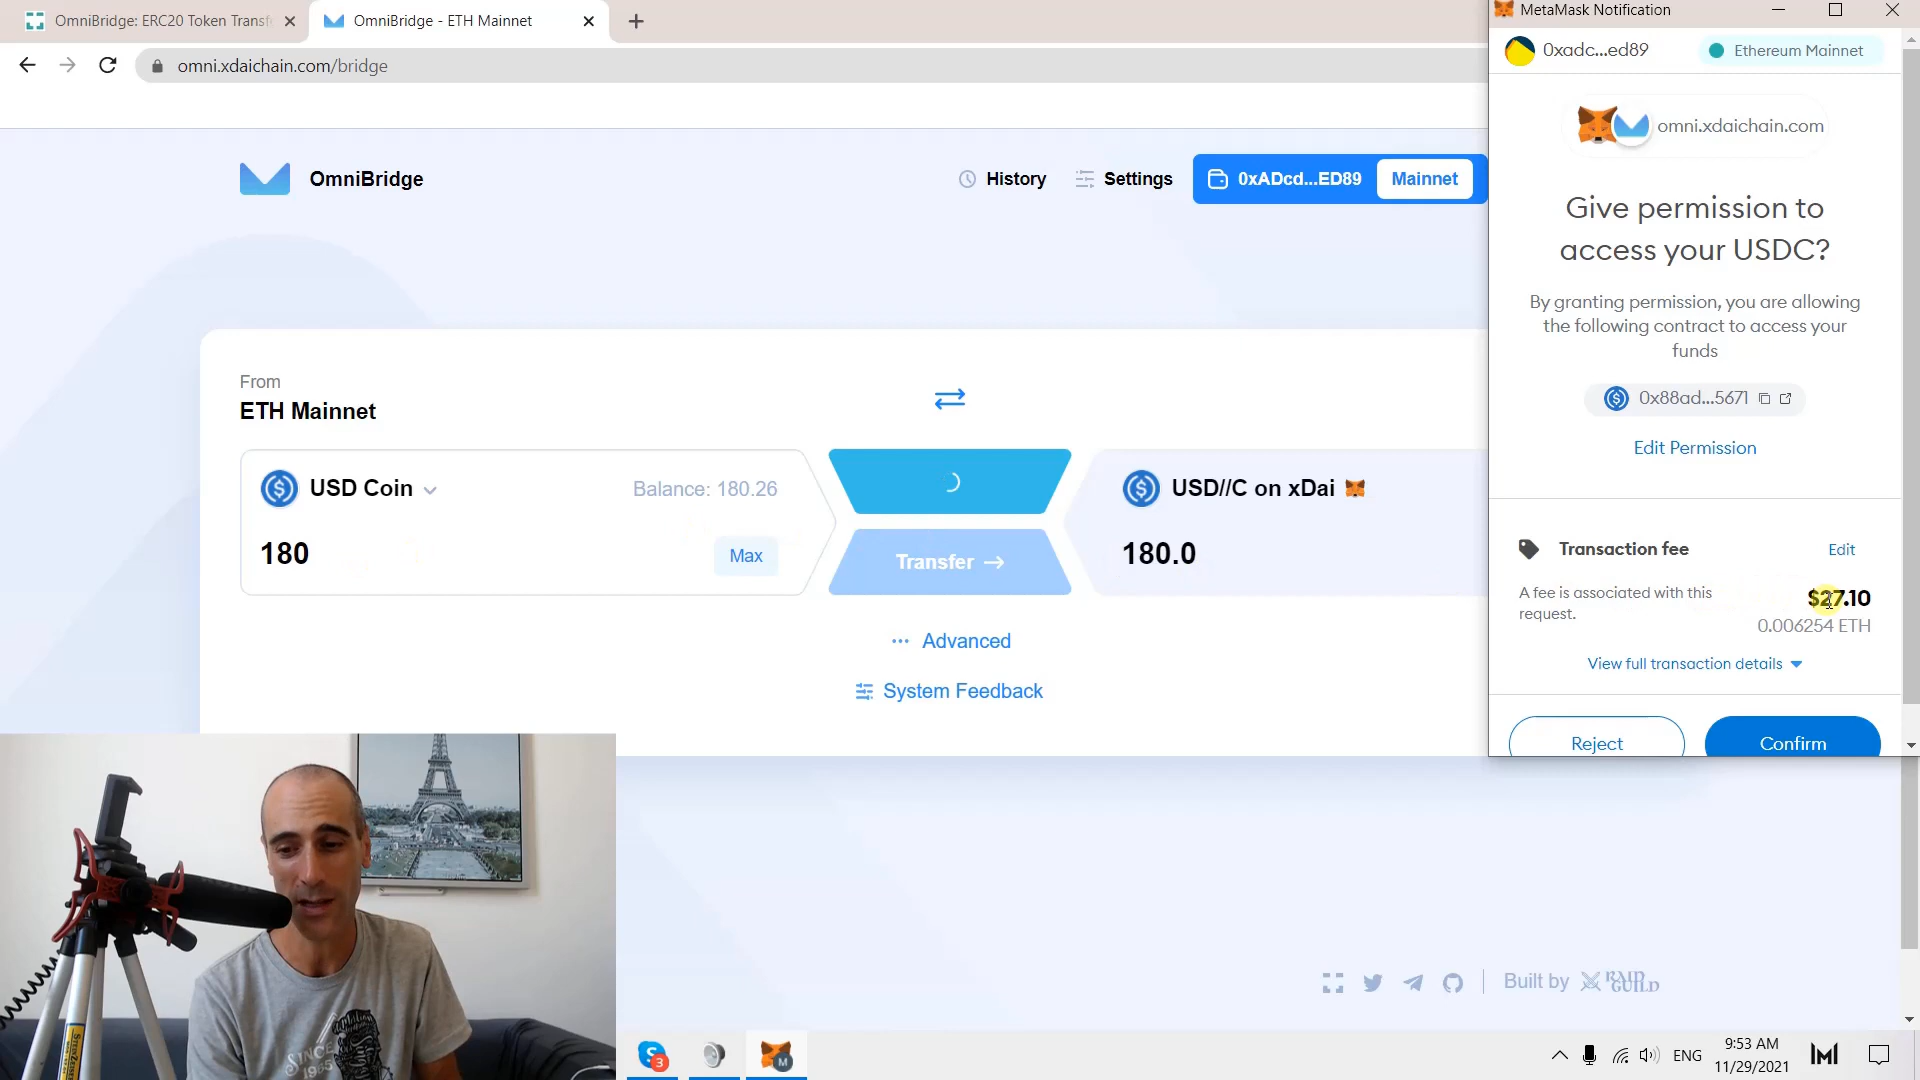 OmniBridge: ERC20 Token Transf
OmniBridge - ETH Mainnet
omni.xdaichain.com/bridge
OmniBridge
History
Settings
0xADcd...ED89
Mainnet
From
ETH Mainnet
USD Coin
Balance: 180.26
180
Max
Transfer →
USD//C on xDai
180.0
Advanced
System Feedback
Built by RAID GUILD
MetaMask Notification
0xadc...ed89
Ethereum Mainnet
omni.xdaichain.com
Give permission to
access your USDC?
By granting permission, you are allowing
the following contract to access your
funds
0x88ad...5671
Edit Permission
Transaction fee
Edit
A fee is associated with this
request.
$27.10
0.006254 ETH
View full transaction details
Reject
Confirm
SINCE
1965
3
M
ENG
9:53 AM
11/29/2021